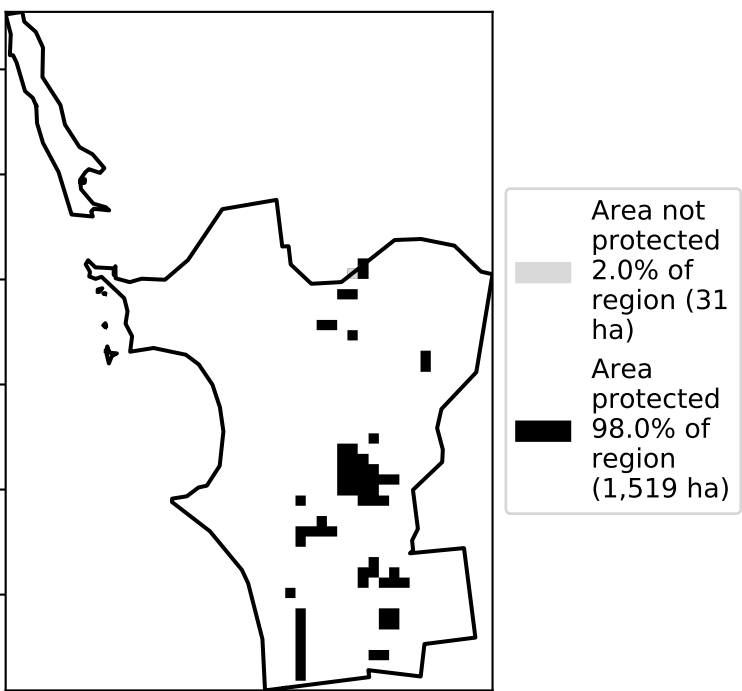 Area not
protected
2.0% of
region (31
ha)
Area
protected
98.0% of
region
(1,519 ha)